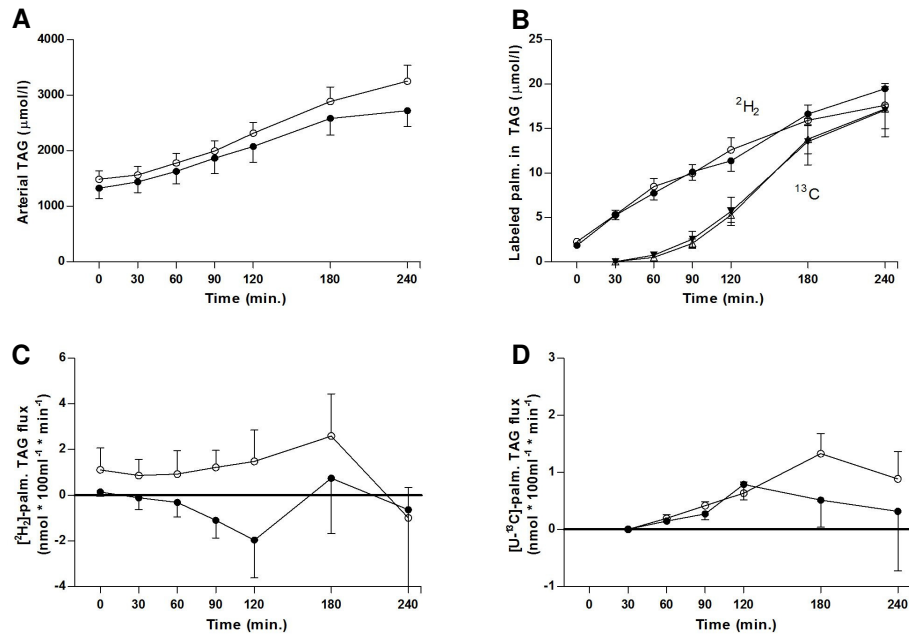 A
Arterial TAG (μmol/l)
4000
3000
2000
1000
0
0 30 60 90 120 180 240
Time (min.)
B
Labeled palm. in TAG (μmol/l)
25
20
15
10
5
0
²H₂
¹³C
0 30 60 90 120 180 240
Time (min.)
C
[²H₂]-palm. TAG flux
(nmol * 100ml⁻¹ * min⁻¹)
6
4
2
0
-2
-4
0 30 60 90 120 180 240
Time (min.)
D
[U-¹³C]-palm. TAG flux
(nmol * 100ml⁻¹ * min⁻¹)
3
2
1
0
-1
0 30 60 90 120 180 240
Time (min.)